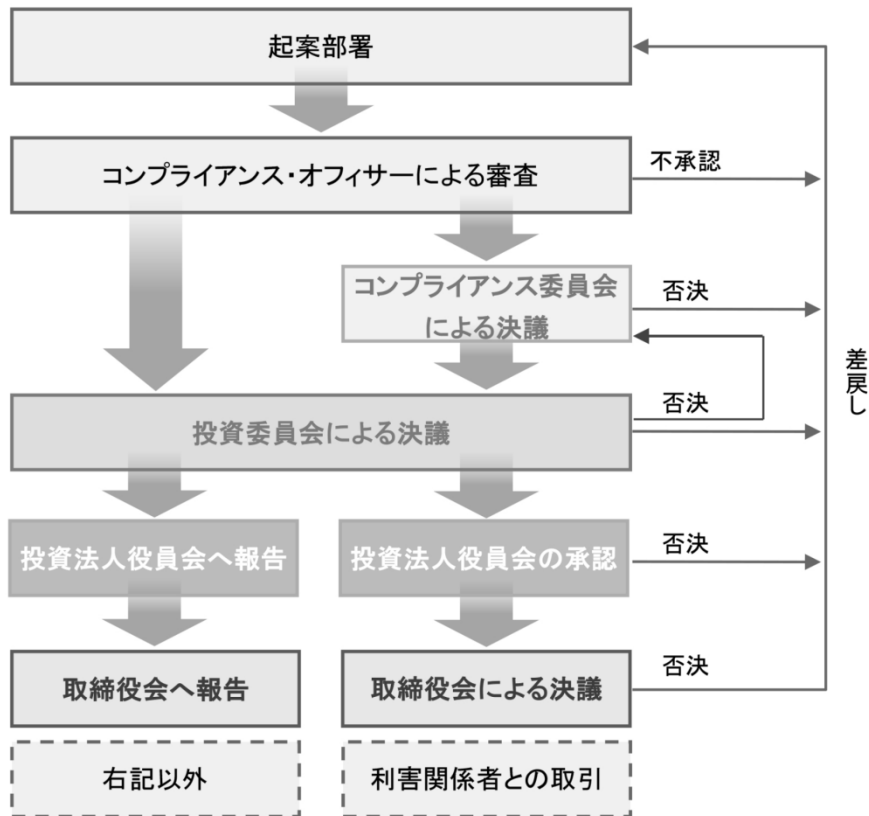 起案部署
コンプライアンス・オフィサーによる審査
不承認
コンプライアンス委員会
による決議
否決
投資委員会による決議
否決
差戻し
投資法人役員会へ報告
投資法人役員会の承認
否決
取締役会へ報告
取締役会による決議
否決
右記以外
利害関係者との取引